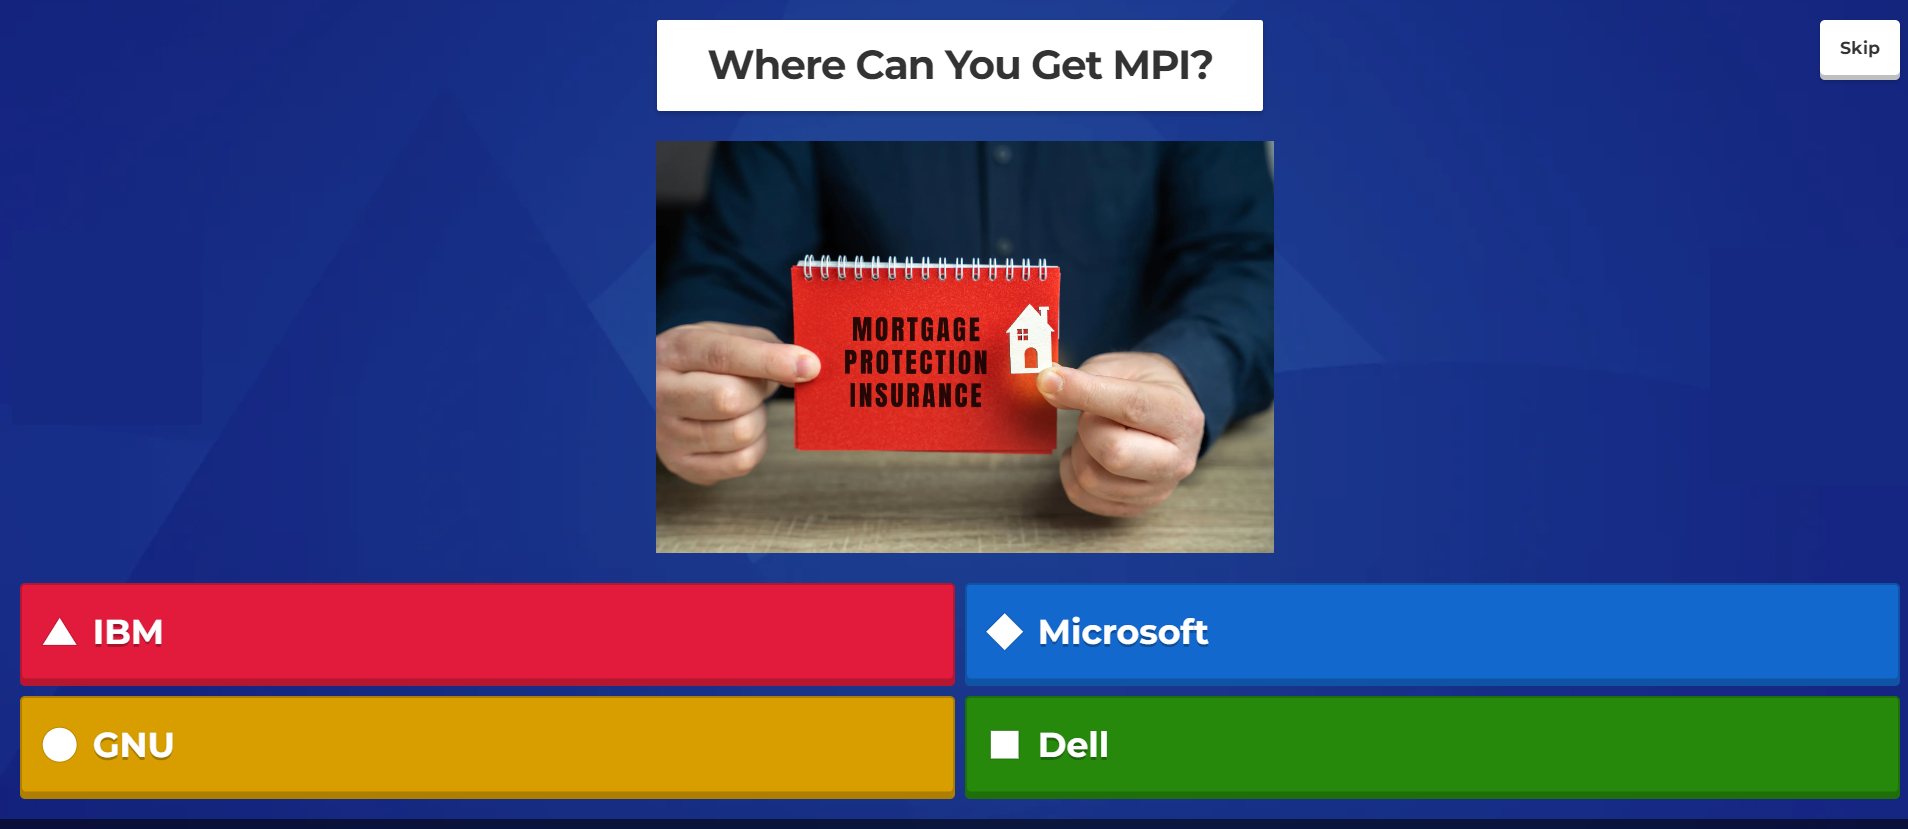 Where Can You Get MPI?
Skip
MORTGAGE
PROTECTION
INSURANCE
IBM
Microsoft
GNU
Dell